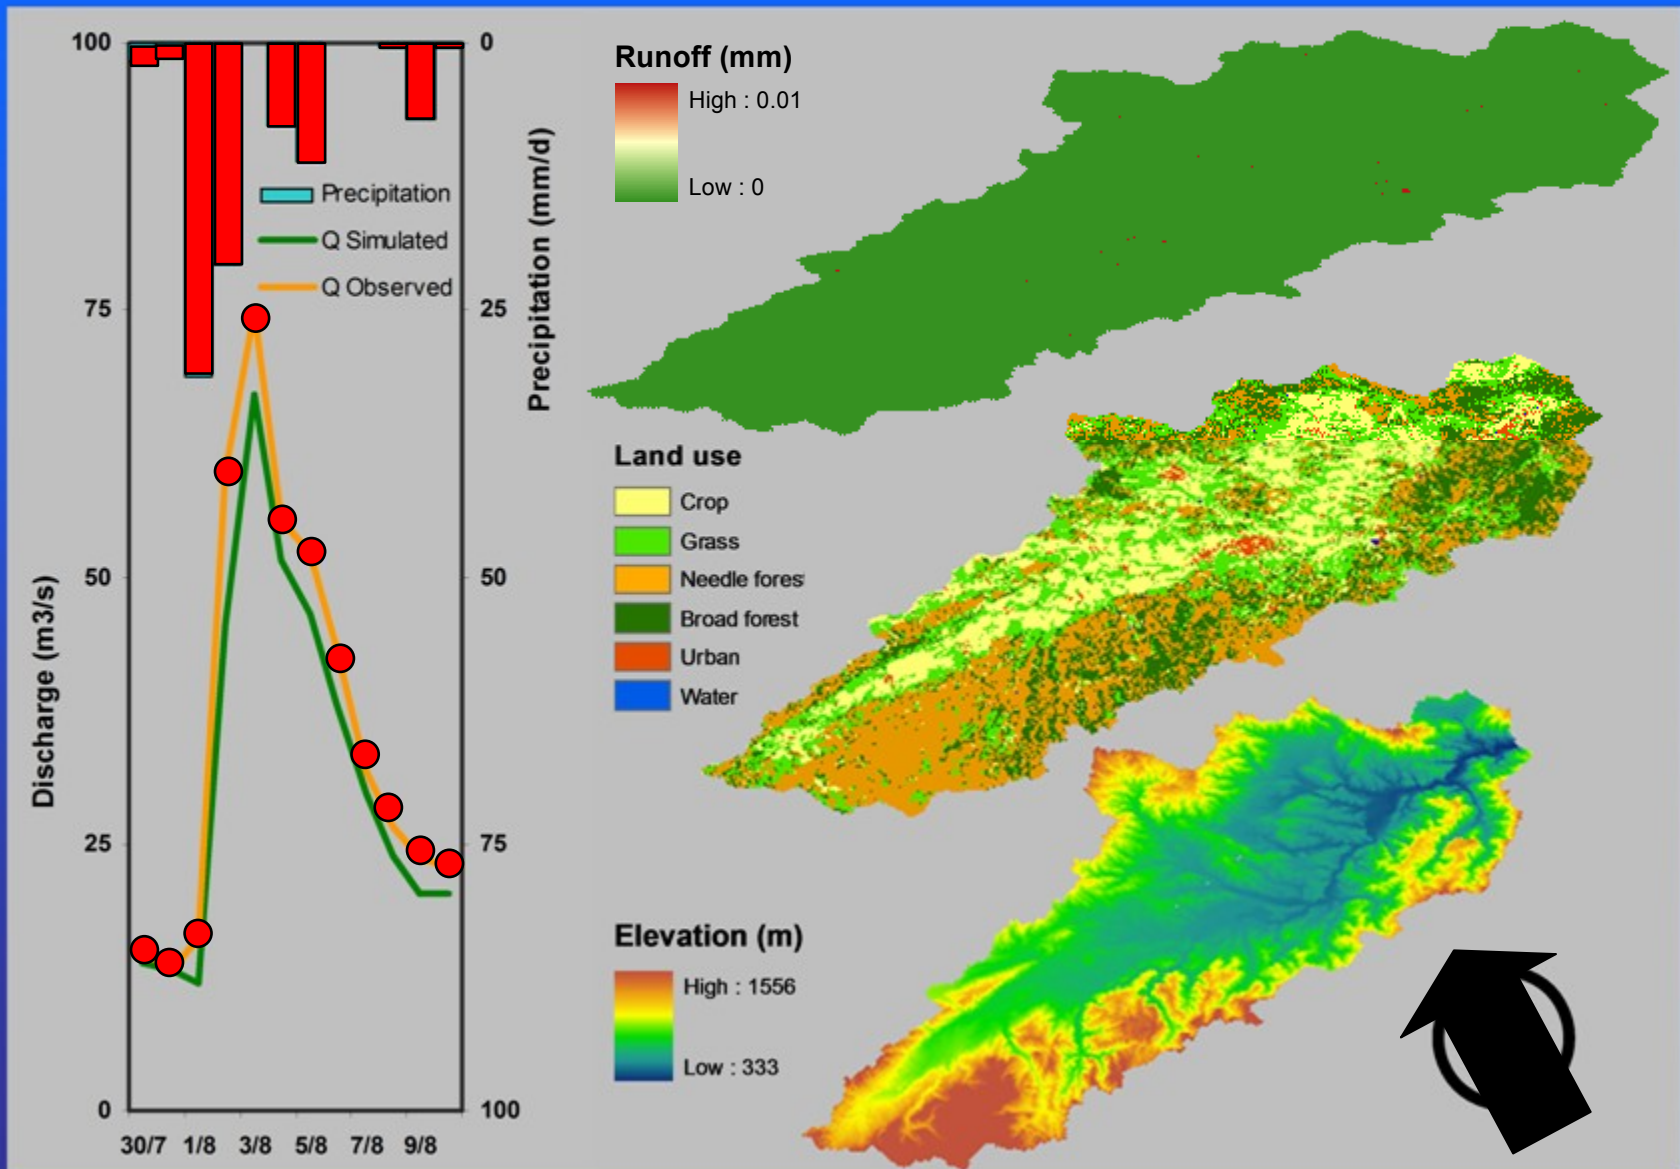 100
75
50
25
0
Discharge (m3/s)
30/7 1/8 3/8 5/8 7/8 9/8
0
25
50
75
100
Precipitation (mm/d)
Precipitation
Q Simulated
Q Observed
Runoff (mm)
High : 0.01
Low : 0
Land use
Crop
Grass
Needle fores
Broad forest
Urban
Water
Elevation (m)
High : 1556
Low : 333